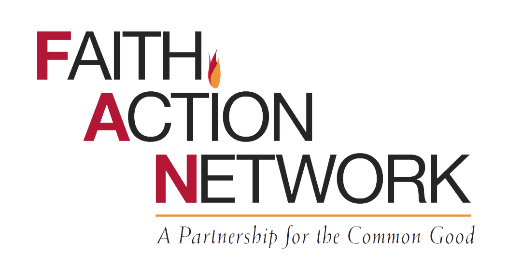 FAITH
ACTION
NETWORK
A Partnership for the Common Good